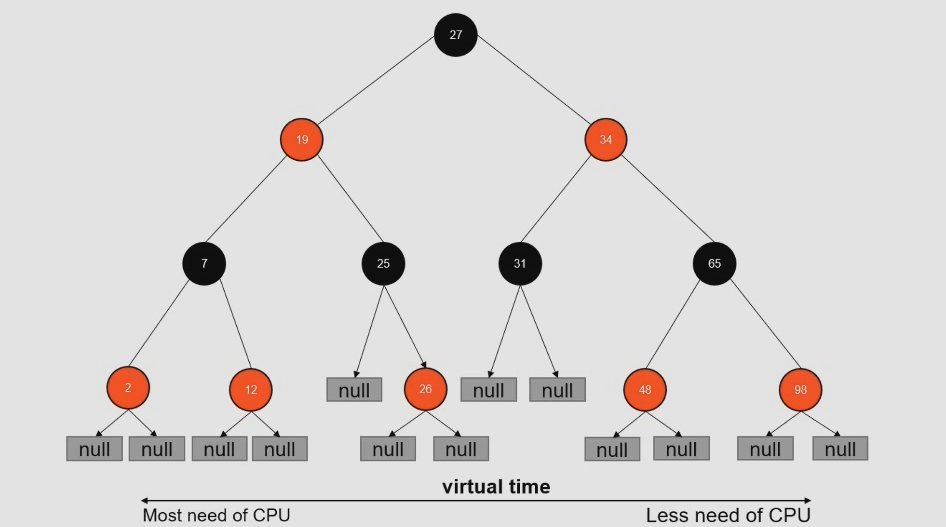 27
19
34
7
25
31
65
2
12
null
26
null
null
48
98
null
null
null
null
null
null
null
null
null
null
virtual time
Most need of CPU
Less need of CPU